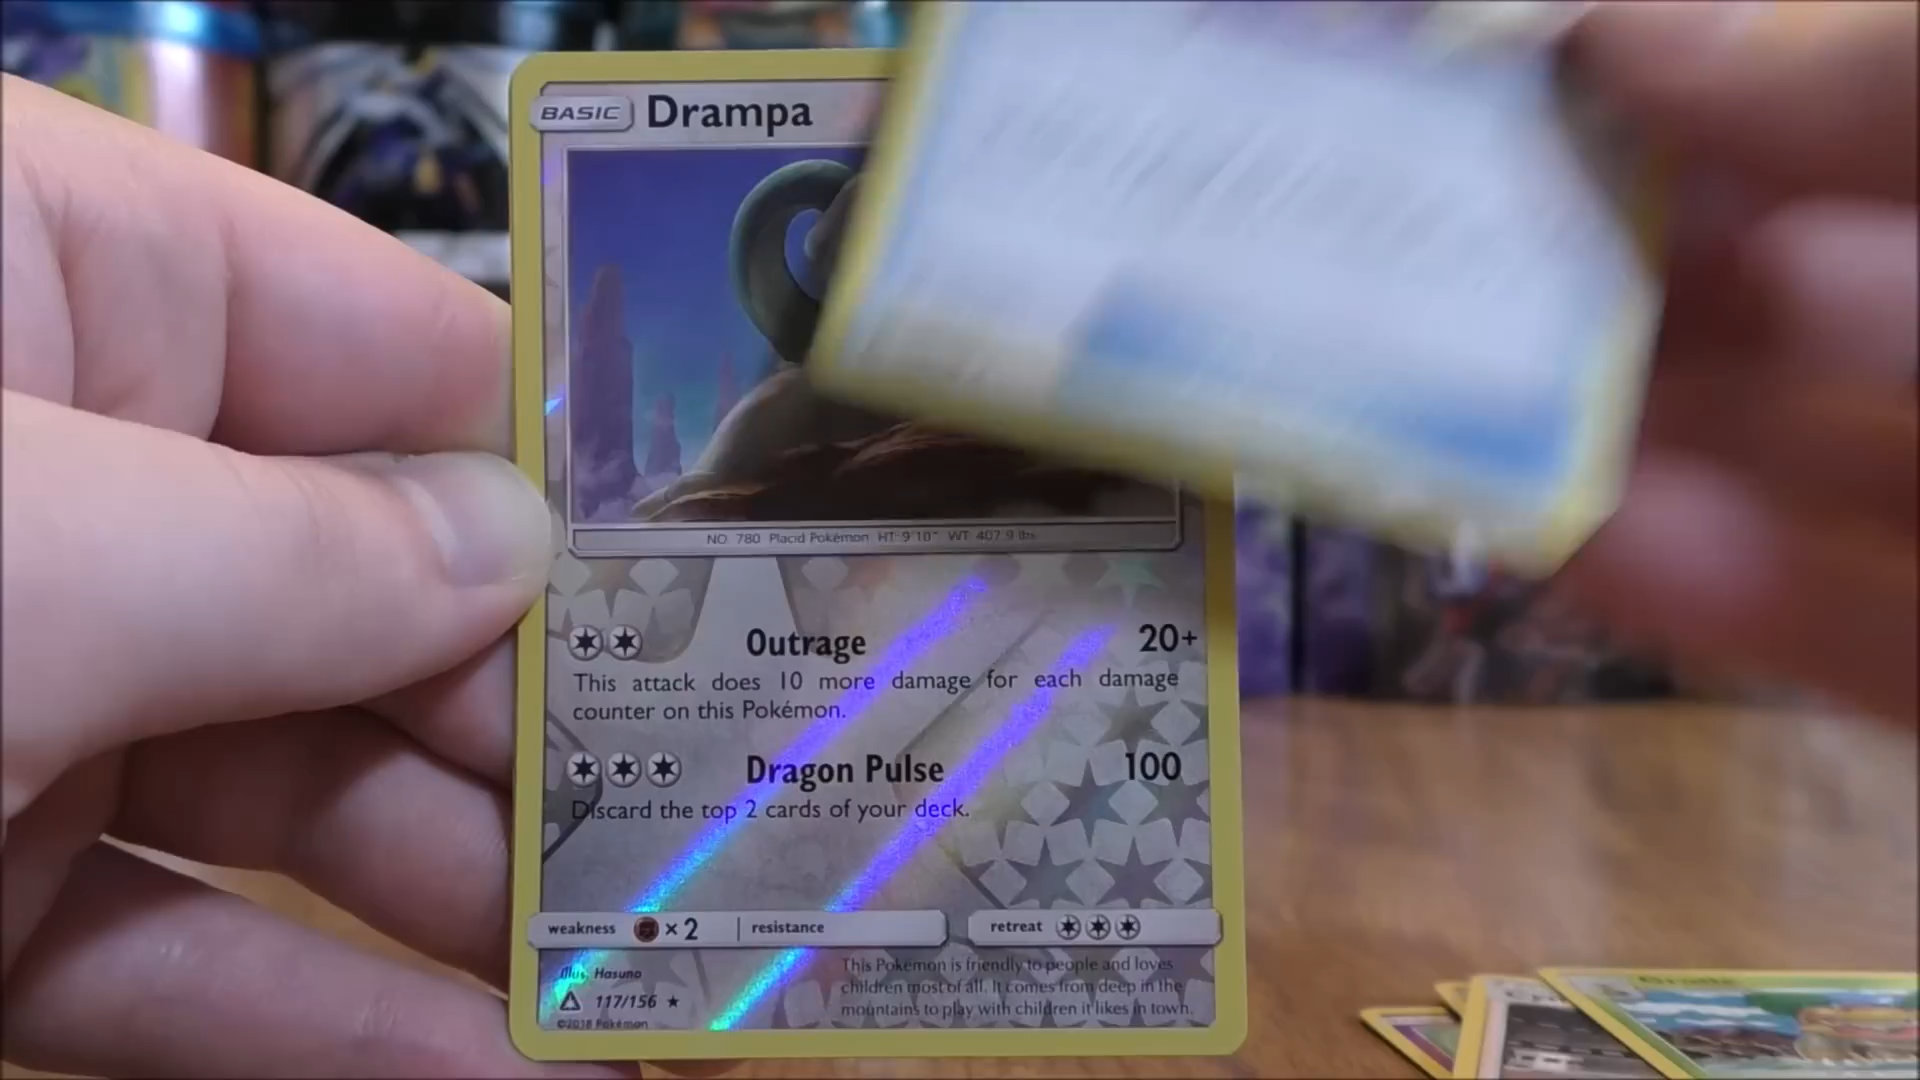 BASIC Drampa
NO. 780 Placid Pokémon HT: 9'10" WT: 407.9 lbs.
Outrage 20+
This attack does 10 more damage for each damage
counter on this Pokémon.
Dragon Pulse 100
Discard the top 2 cards of your deck.
weakness × 2 resistance retreat
Illus. Hasuno
117/156 ★
©2018 Pokémon
This Pokémon is friendly to people and loves
children most of all. It comes from deep in the
mountains to play with children it likes in town.